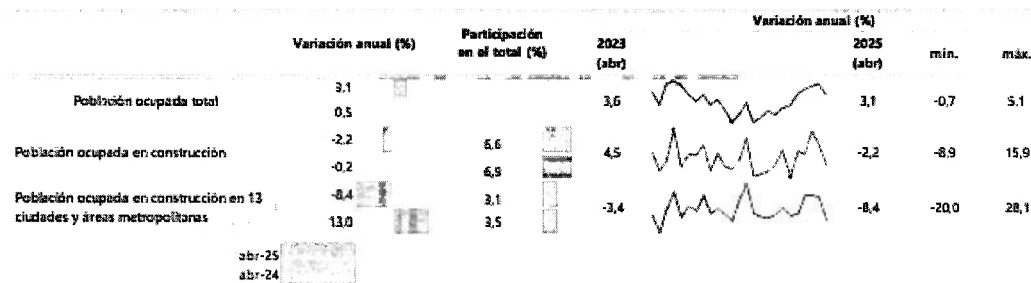 Variación anual (%)
Variación anual (%) Participación en el total (%) 2023 (abr) 2025 (abr) mín. máx.
Población ocupada total 3,1 3,6 3,1 -0,7 5,1
0,5
Población ocupada en construcción -2,2 6,6 4,5 -2,2 -8,9 15,9
-0,2 6,9
Población ocupada en construcción en 13 -8,4 3,1 -3,4 -8,4 -20,0 28,1
ciudades y áreas metropolitanas 13,0 3,5
abr-25
abr-24